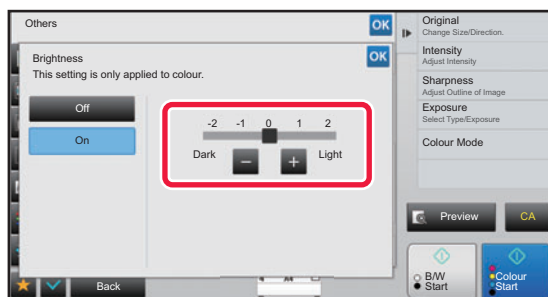 Others
OK
Brightness
OK
This setting is only applied to colour.
Off
On
-2 -1 0 1 2
Dark
Light
Back
Original
Change Size/Direction.
Intensity
Adjust Intensity
Sharpness
Adjust Outline of Image
Exposure
Select Type/Exposure
Colour Mode
Preview
CA
B/W
Start
Colour
Start